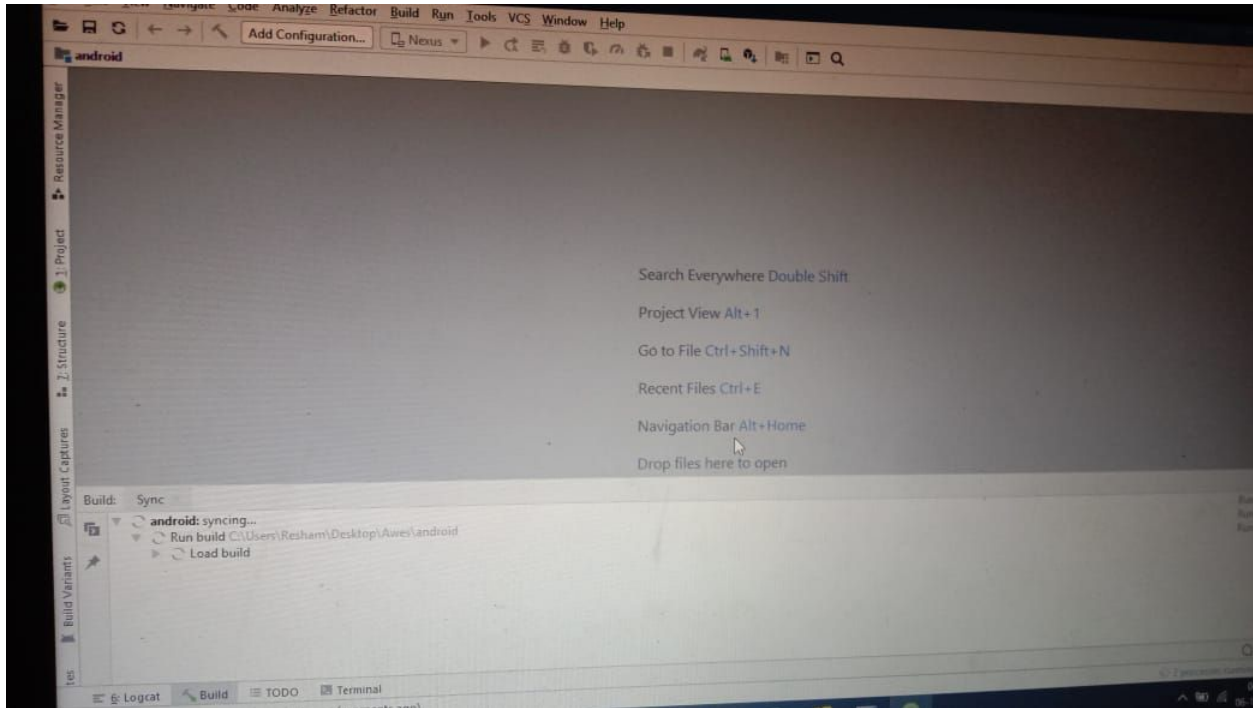 Navigate Code Analyze Refactor Build Run Tools VCS Window Help
Add Configuration... Nexus
android
Resource Manager
1: Project
Z: Structure
Layout Captures
Build Variants
Search Everywhere Double Shift
Project View Alt+1
Go to File Ctrl+Shift+N
Recent Files Ctrl+E
Navigation Bar Alt+Home
Drop files here to open
Build: Sync
android: syncing...
Run build C:\Users\Resham\Desktop\Awes\android
Load build
6: Logcat Build TODO Terminal